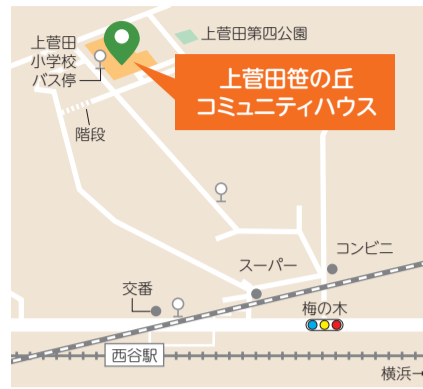 上菅田
小学校
バス停
上菅田第四公園
上菅田笹の丘
コミュニティハウス
階段
コンビニ
スーパー
交番
梅の木
西谷駅
横浜→